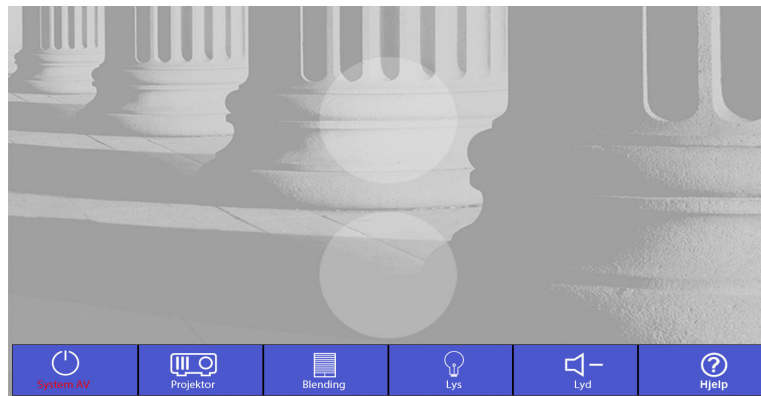 System AV
Projektor
Blending
Lys
Lyd
Hjelp